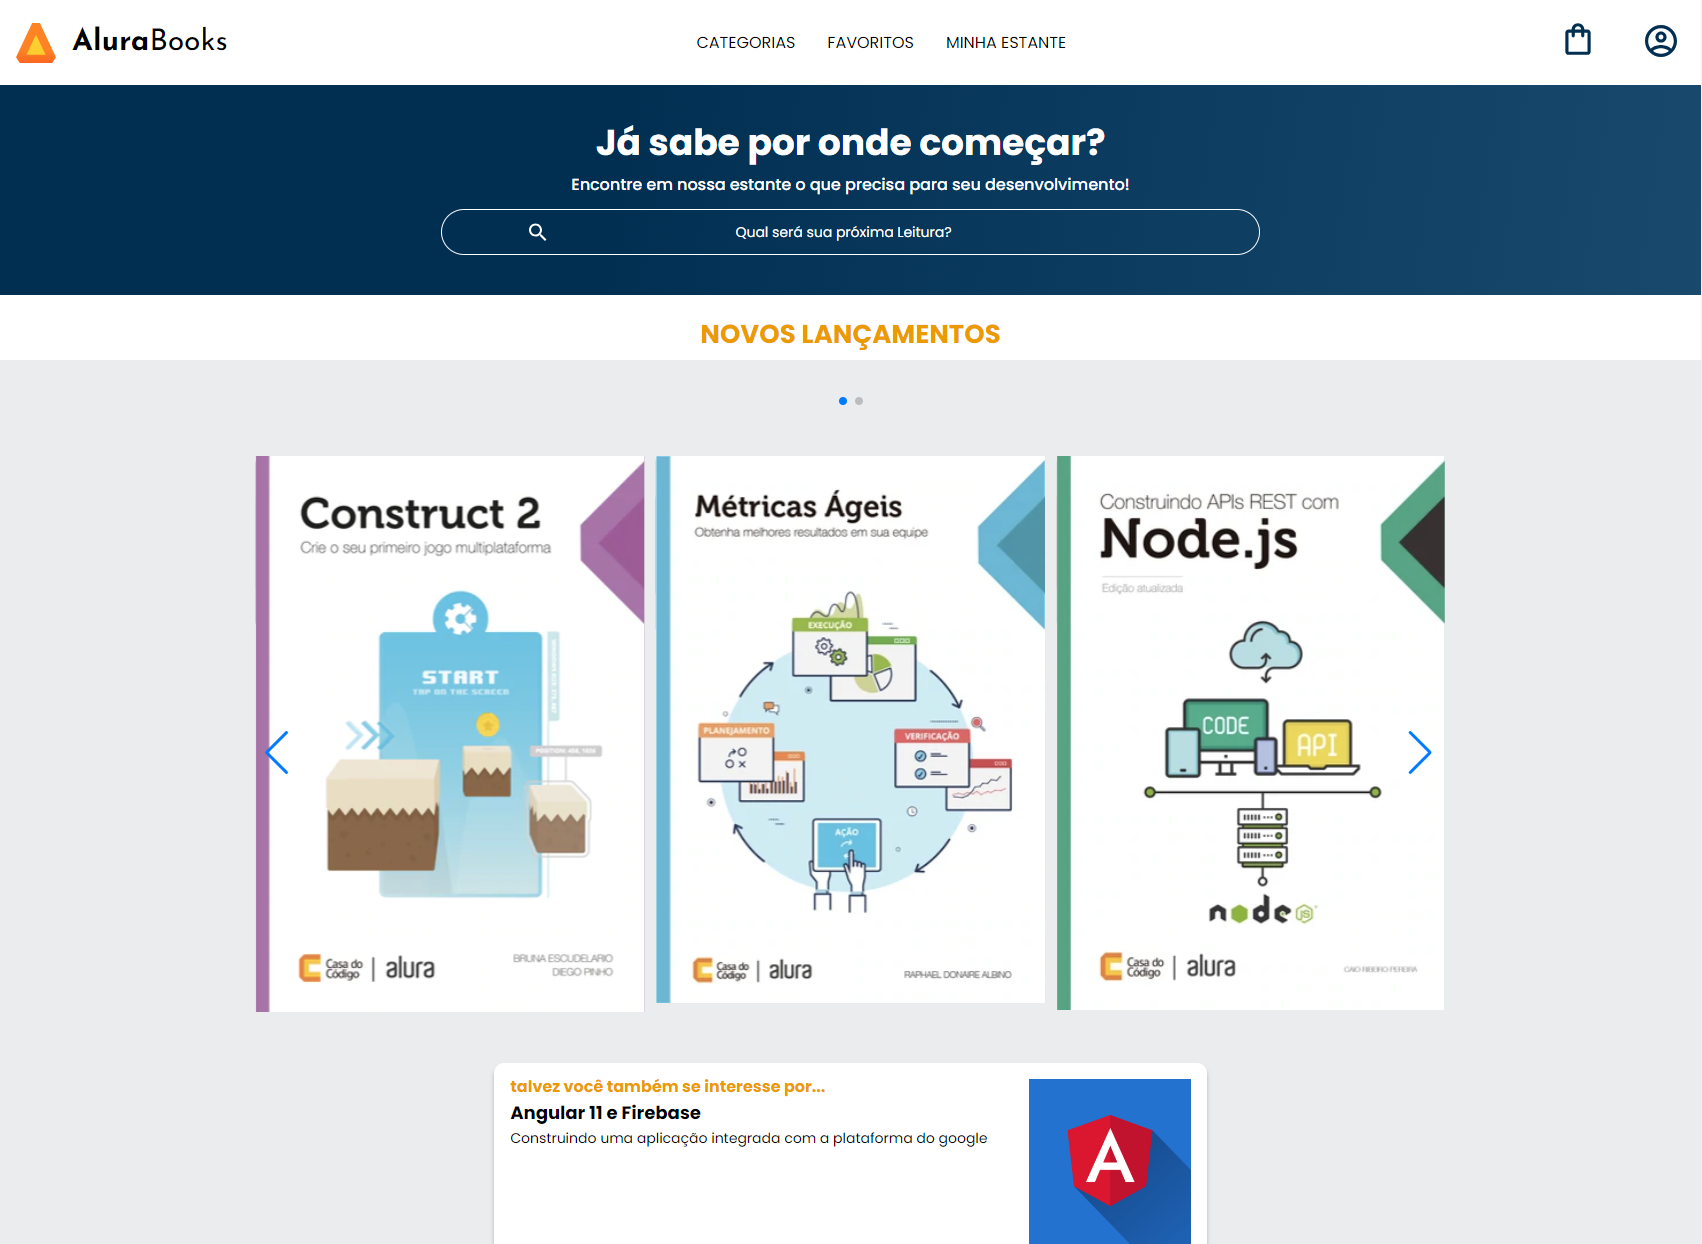 AluraBooks
CATEGORIAS FAVORITOS MINHA ESTANTE
Já sabe por onde começar?
Encontre em nossa estante o que precisa para seu desenvolvimento!
Qual será sua próxima Leitura?
NOVOS LANÇAMENTOS
Construct 2
Crie o seu primeiro jogo multiplataforma
START
TAP ON THE SCREEN
Casa do
Código
alura
BRUNA ESCUDELARIO
DIEGO PINHO
Métricas Ágeis
Obtenha melhores resultados em sua equipe
EXECUÇÃO
PLANEJAMENTO
VERIFICAÇÃO
AÇÃO
Casa do
Código
alura
RAPHAEL DONAIRE ALBINO
Construindo APIs REST com
Node.js
Edição atualizada
CODE
API
node
JS
Casa do
Código
alura
CAIO RIBEIRO PEREIRA
talvez você também se interesse por...
Angular 11 e Firebase
Construindo uma aplicação integrada com a plataforma do google
A